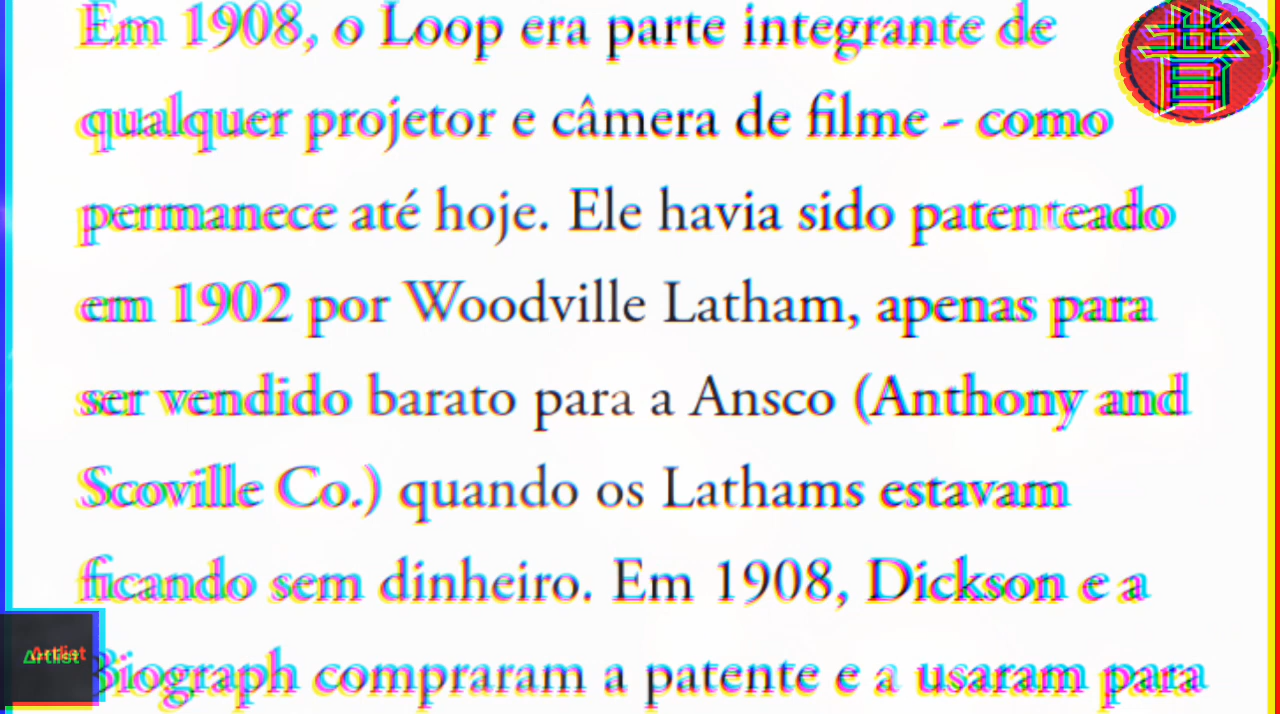 Em 1908, o Loop era parte integrante de
qualquer projetor e câmera de filme - como
permanece até hoje. Ele havia sido patenteado
em 1902 por Woodville Latham, apenas para
ser vendido barato para a Ansco (Anthony and
Scoville Co.) quando os Lathams estavam
ficando sem dinheiro. Em 1908, Dickson e a
Biograph compraram a patente e a usaram para
Artlist